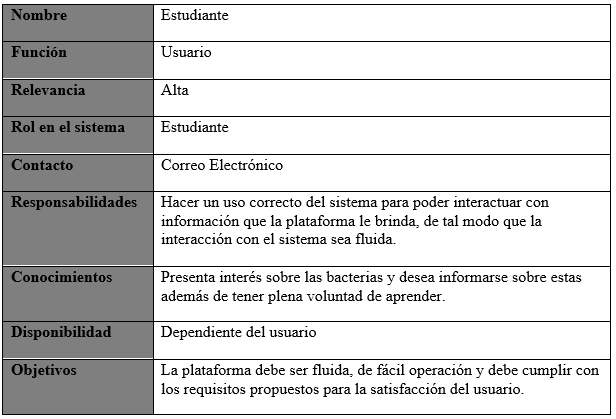 Nombre Estudiante
Función Usuario
Relevancia Alta
Rol en el sistema Estudiante
Contacto Correo Electrónico
Responsabilidades Hacer un uso correcto del sistema para poder interactuar con
información que la plataforma le brinda, de tal modo que la
interacción con el sistema sea fluida.
Conocimientos Presenta interés sobre las bacterias y desea informarse sobre estas
además de tener plena voluntad de aprender.
Disponibilidad Dependiente del usuario
Objetivos La plataforma debe ser fluida, de fácil operación y debe cumplir con
los requisitos propuestos para la satisfacción del usuario.